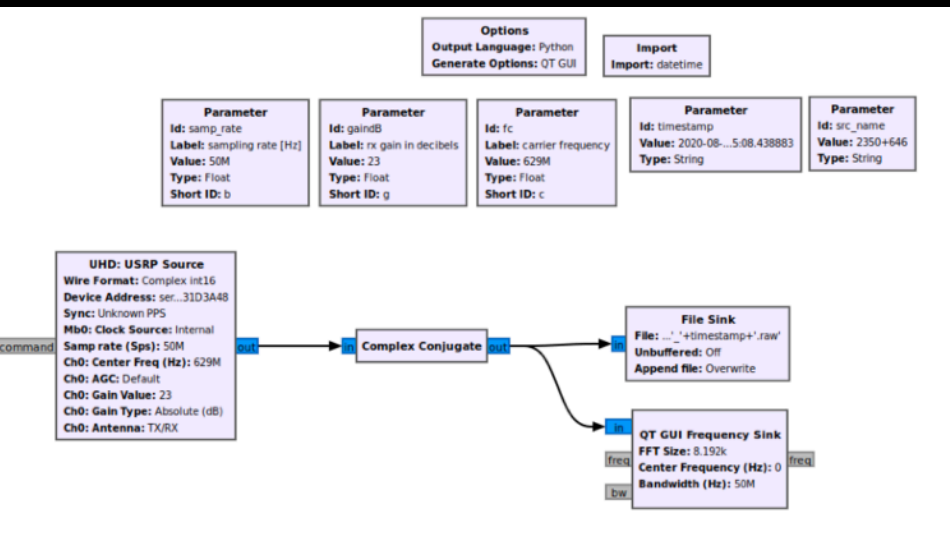 Options
Output Language: Python
Generate Options: QT GUI
Import
Import: datetime
Parameter
Id: samp_rate
Label: sampling rate [Hz]
Value: 50M
Type: Float
Short ID: b
Parameter
Id: gaindB
Label: rx gain in decibels
Value: 23
Type: Float
Short ID: g
Parameter
Id: fc
Label: carrier frequency
Value: 629M
Type: Float
Short ID: c
Parameter
Id: timestamp
Value: 2020-08-...5:08.438883
Type: String
Parameter
Id: src_name
Value: 2350+646
Type: String
command
UHD: USRP Source
Wire Format: Complex int16
Device Address: ser...31D3A48
Sync: Unknown PPS
Mb0: Clock Source: Internal
Samp rate (Sps): 50M
Ch0: Center Freq (Hz): 629M
Ch0: AGC: Default
Ch0: Gain Value: 23
Ch0: Gain Type: Absolute (dB)
Ch0: Antenna: TX/RX
out
in
Complex Conjugate
out
in
File Sink
File: ...'_'+timestamp+'.raw'
Unbuffered: Off
Append file: Overwrite
in
freq
bw
QT GUI Frequency Sink
FFT Size: 8.192k
Center Frequency (Hz): 0
Bandwidth (Hz): 50M
freq